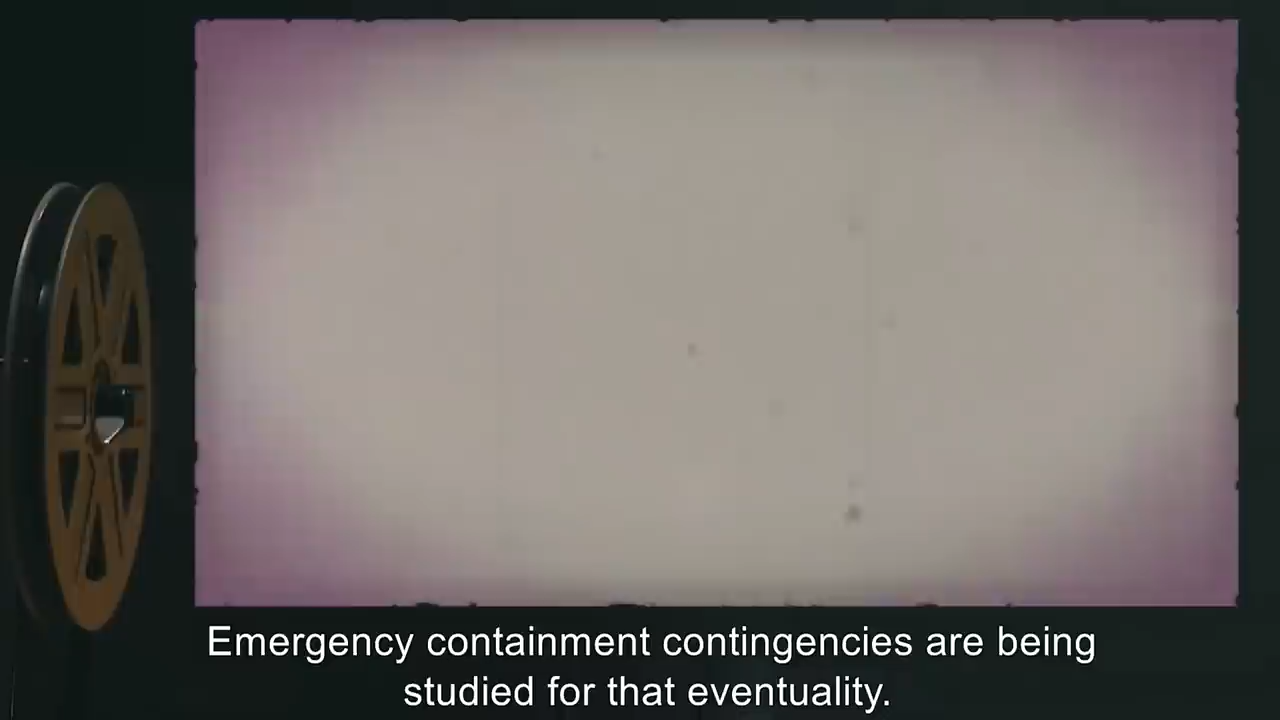 Emergency containment contingencies are being
studied for that eventuality.